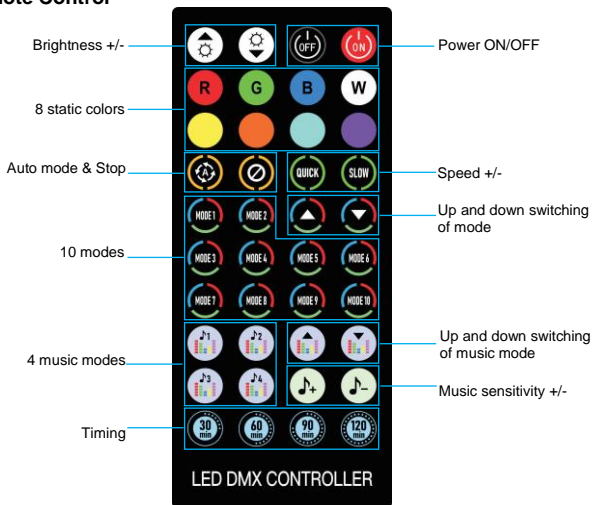 Remote Control
Brightness +/-
OFF
ON
Power ON/OFF
8 static colors
R
G
B
W
Auto mode & Stop
A
QUICK
SLOW
Speed +/-
MODE 1
MODE 2
Up and down switching
of mode
10 modes
MODE 3
MODE 4
MODE 5
MODE 6
MODE 7
MODE 8
MODE 9
MODE 10
4 music modes
♪1
♪2
Up and down switching
of music mode
♪3
♪4
♪+
♪-
Music sensitivity +/-
Timing
30
min
60
min
90
min
120
min
LED DMX CONTROLLER